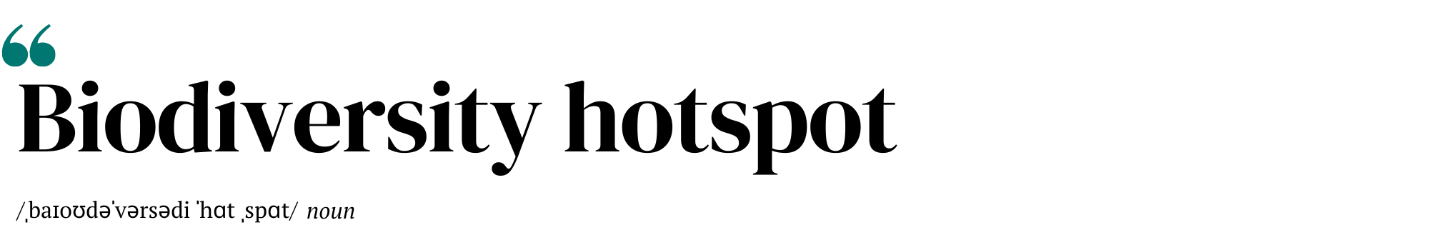 “
Biodiversity hotspot
/ˌbaɪoʊdəˈvərsədi ˈhɑt ˌspɑt/ noun